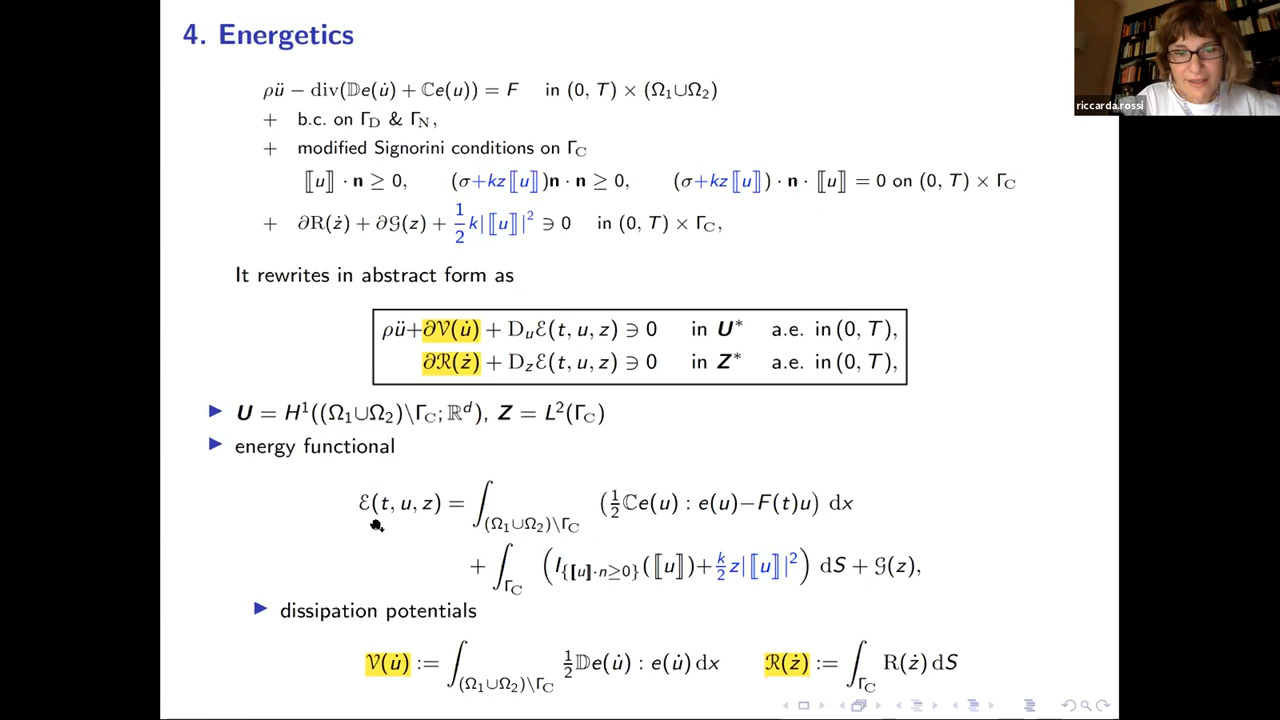 4. Energetics
riccarda.rossi
ρü − div(𝔻e(u̇) + ℂe(u)) = F in (0, T) × (Ω₁∪Ω₂)
+ b.c. on Γ_D & Γ_N,
+ modified Signorini conditions on Γ_C
⟦u⟧ · n ≥ 0, (σ+kz⟦u⟧)n · n ≥ 0, (σ+kz⟦u⟧) · n · ⟦u⟧ = 0 on (0, T) × Γ_C
+ ∂R(ż) + ∂𝒢(z) + ½k|⟦u⟧|² ∋ 0 in (0, T) × Γ_C,
It rewrites in abstract form as
ρü+∂𝒱(u̇) + D_uℰ(t, u, z) ∋ 0 in U* a.e. in (0, T),
∂ℛ(ż) + D_zℰ(t, u, z) ∋ 0 in Z* a.e. in (0, T),
▶ U = H¹((Ω₁∪Ω₂)\Γ_C; ℝᵈ), Z = L²(Γ_C)
▶ energy functional
ℰ(t, u, z) = ∫_{(Ω₁∪Ω₂)\Γ_C} (½ℂe(u) : e(u)−F(t)u) dx
+ ∫_{Γ_C} (I_{{⟦u⟧·n≥0}}(⟦u⟧)+k/2 z|⟦u⟧|²) dS + 𝒢(z),
▶ dissipation potentials
𝒱(u̇) := ∫_{(Ω₁∪Ω₂)\Γ_C} ½𝔻e(u̇) : e(u̇) dx ℛ(ż) := ∫_{Γ_C} R(ż) dS